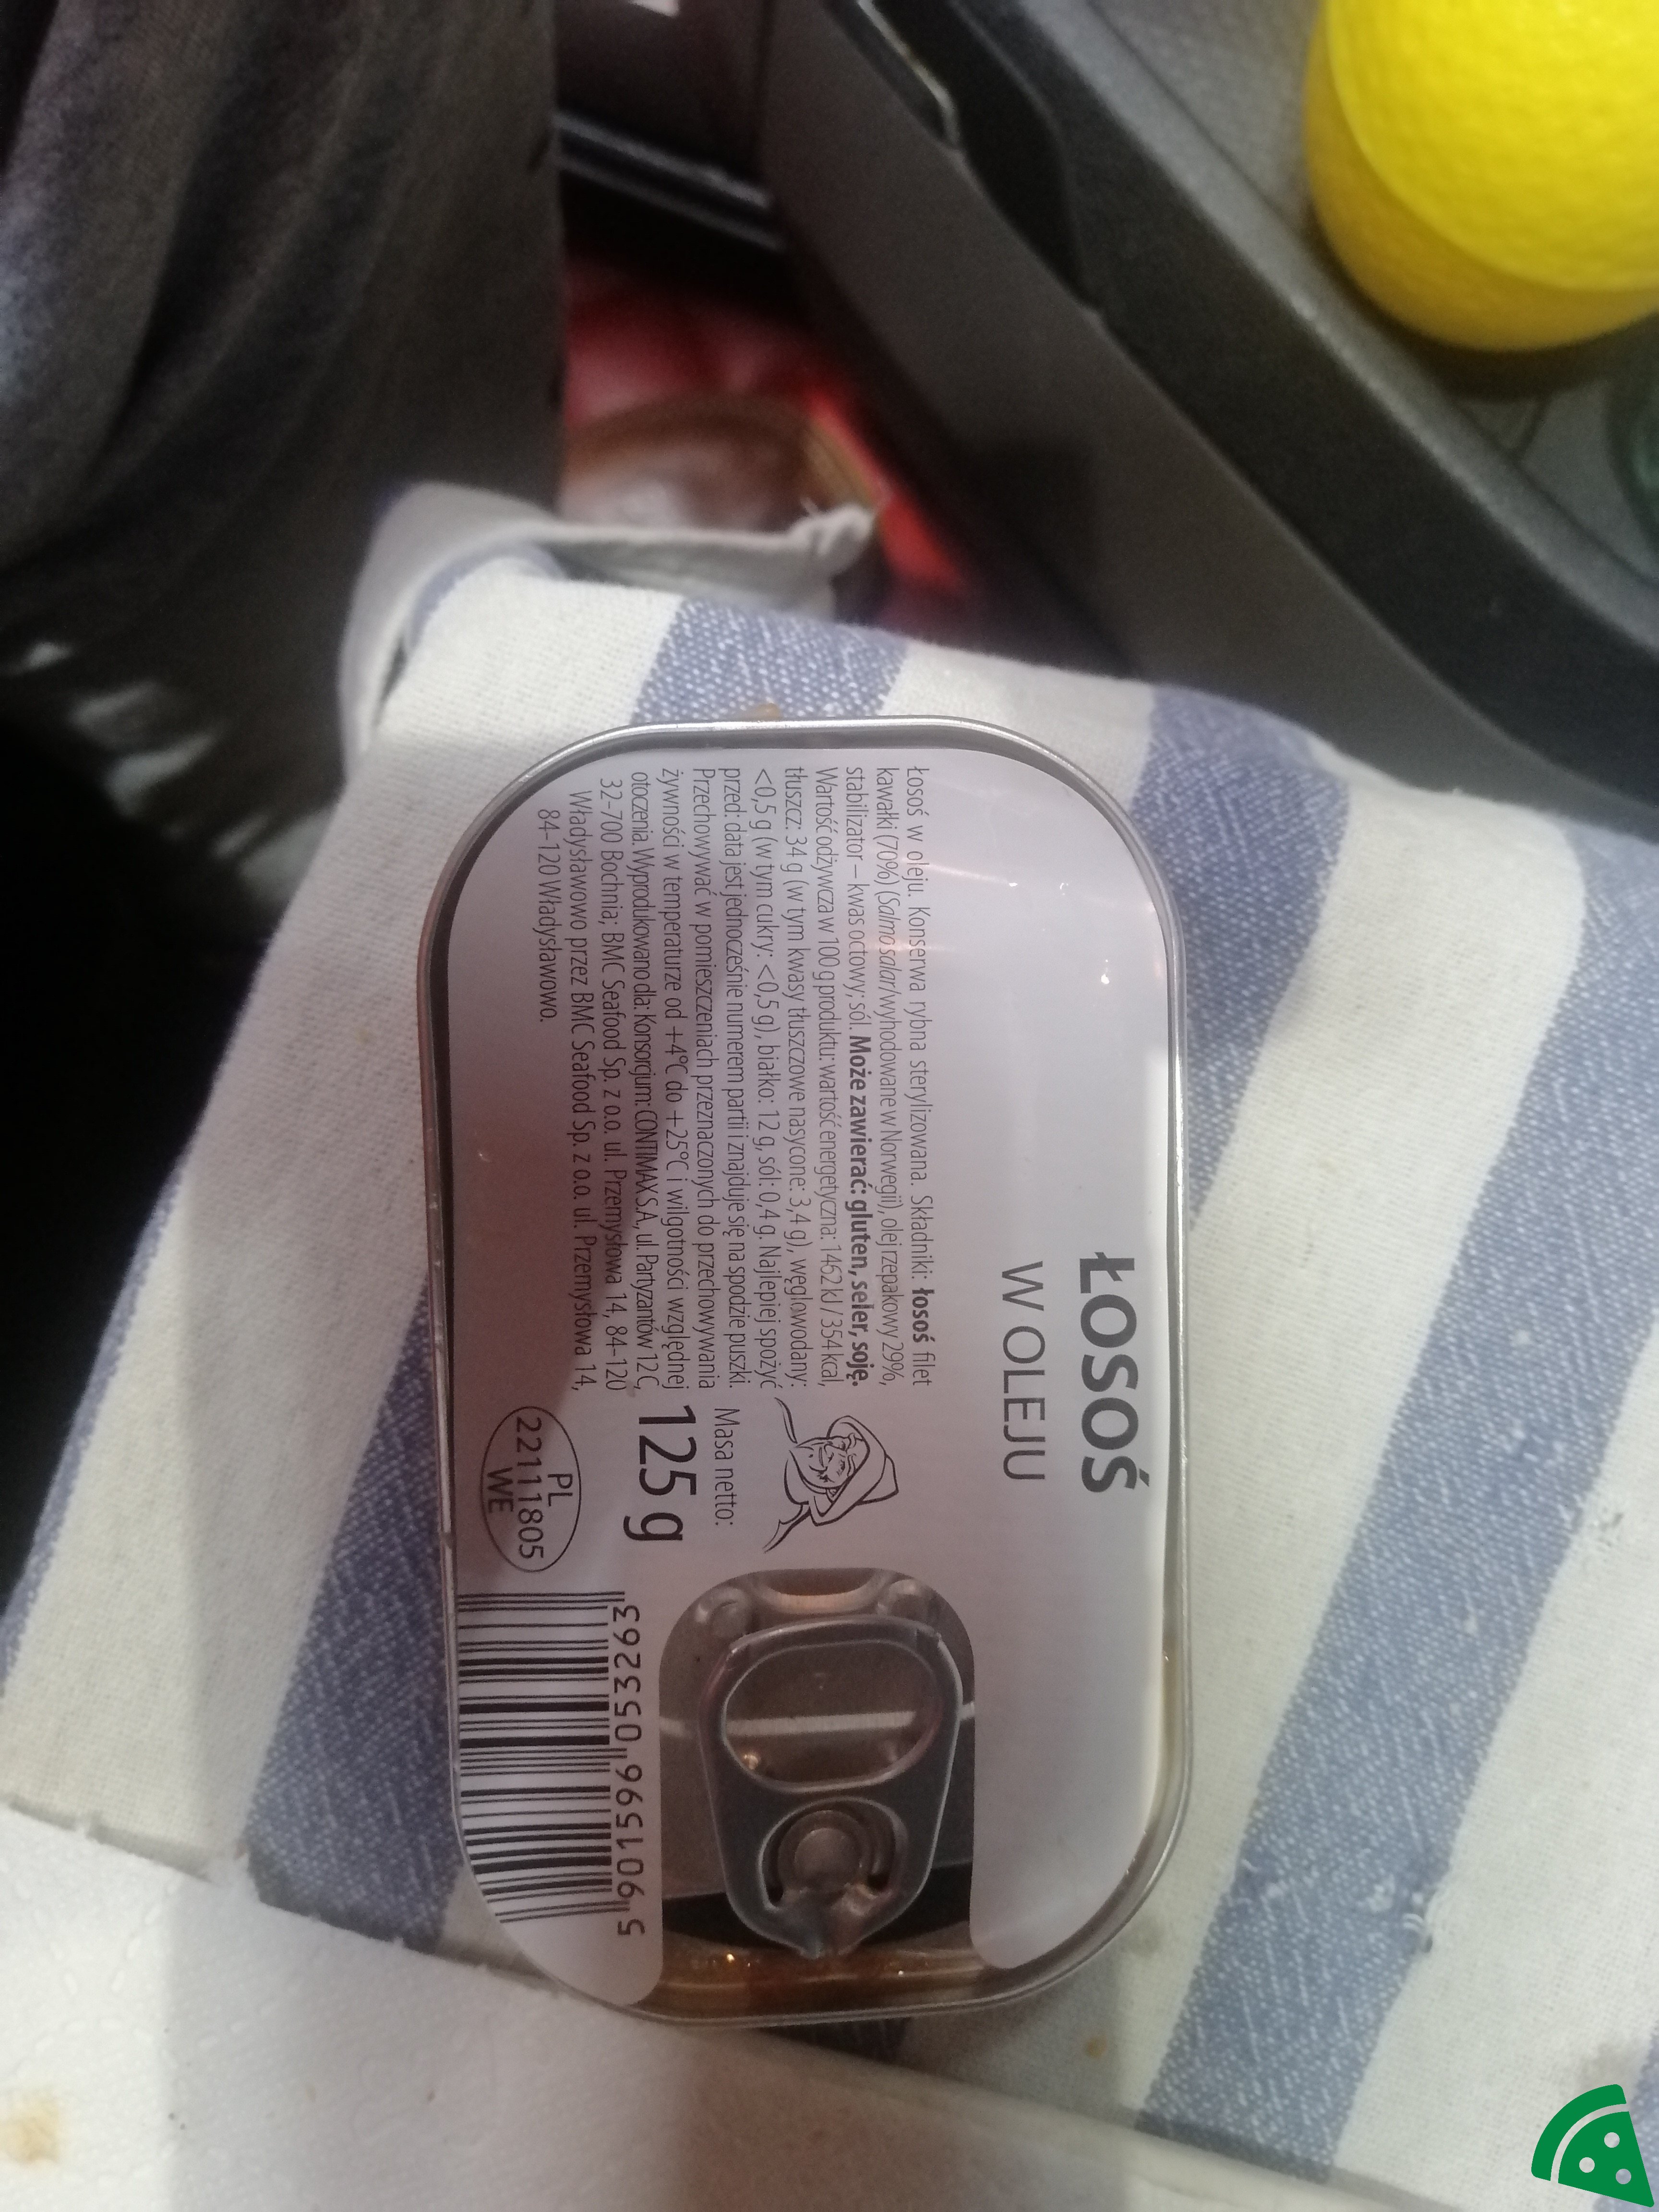 ŁOSOŚ
W OLEJU
Łosoś w oleju. Konserwa rybna sterylizowana. Składniki: łosoś filet
kawałki (70%) (Salmo salar/wyhodowane w Norwegii), olej rzepakowy 29%,
stabilizator – kwas octowy; sól. Może zawierać: gluten, seler, soję.
Wartość odżywcza w 100 g produktu: wartość energetyczna: 1462 kJ / 354 kcal,
tłuszcz: 34 g (w tym kwasy tłuszczowe nasycone: 3,4 g), węglowodany:
<0,5 g (w tym cukry: <0,5 g), białko: 12 g, sól: 0,4 g. Najlepiej spożyć
przed: data jest jednocześnie numerem partii i znajduje się na spodzie puszki.
Przechowywać w pomieszczeniach przeznaczonych do przechowywania
żywności w temperaturze od +4°C do +25°C i wilgotności względnej
otoczenia. Wyprodukowano dla: Konsorcjum: CONTIMAX S.A., ul. Partyzantów 12 C,
32-700 Bochnia; BMC Seafood Sp. z o.o. ul. Przemysłowa 14, 84-120
Władysławowo przez BMC Seafood Sp. z o.o. ul. Przemysłowa 14,
84-120 Władysławowo.
Masa netto:
125 g
PL
22111805
WE
5 901596 053263